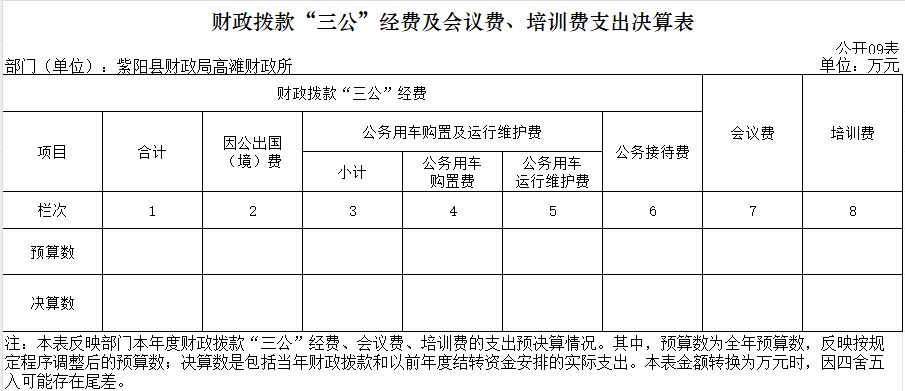 财政拨款“三公”经费及会议费、培训费支出决算表
公开09表
部门（单位）：紫阳县财政局高滩财政所 单位：万元
财政拨款“三公”经费
项目 合计 因公出国（境）费 公务用车购置及运行维护费 公务接待费 会议费 培训费
小计 公务用车购置费 公务用车运行维护费
栏次 1 2 3 4 5 6 7 8
预算数
决算数
注：本表反映部门本年度财政拨款“三公”经费、会议费、培训费的支出预决算情况。其中，预算数为全年预算数，反映按规
定程序调整后的预算数；决算数是包括当年财政拨款和以前年度结转资金安排的实际支出。本表金额转换为万元时，因四舍五
入可能存在尾差。